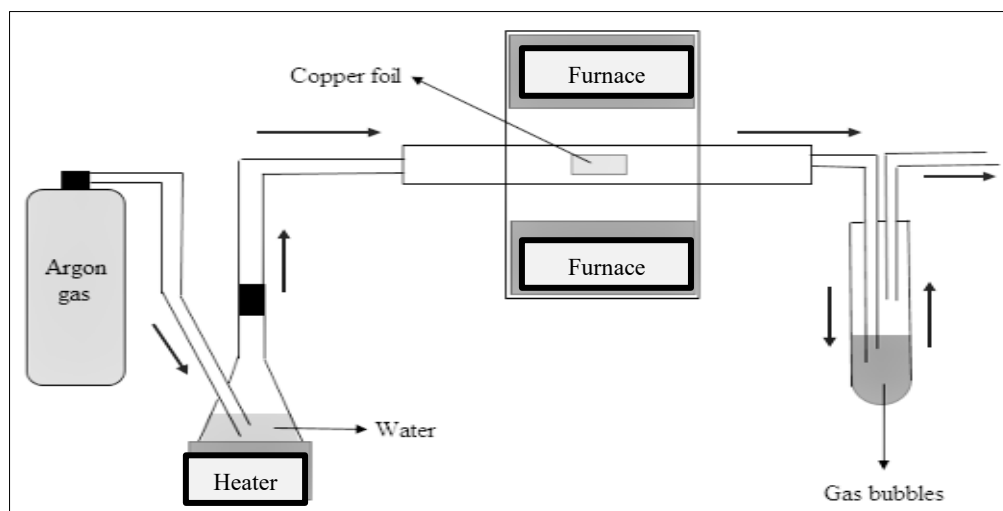 Furnace
Copper foil
Argon
gas
Furnace
Water
Heater
Gas bubbles